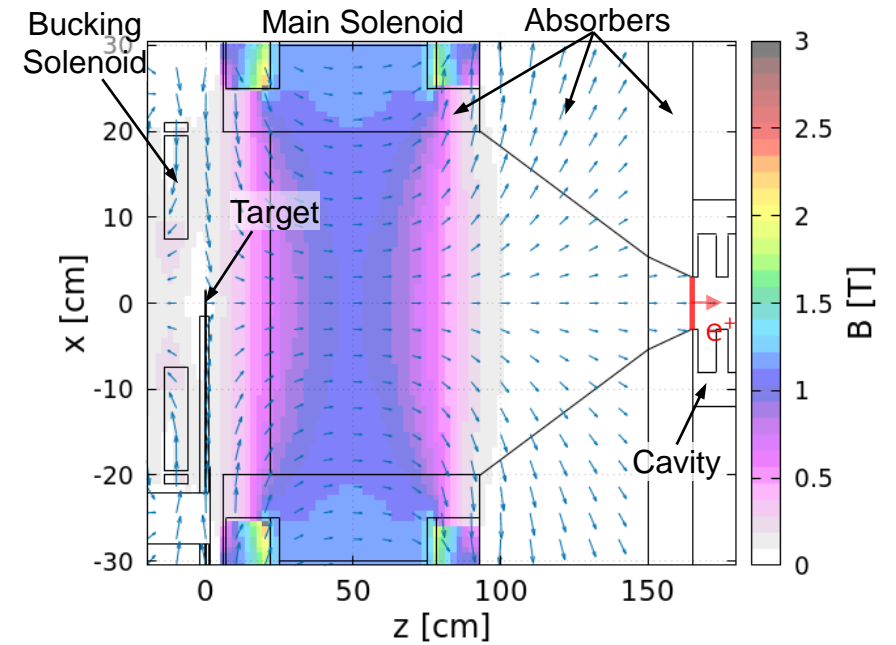 Bucking
Solenoid
Main Solenoid
Absorbers
Target
Cavity
e+
30
20
10
0
-10
-20
-30
x [cm]
0
50
100
150
z [cm]
3
2.5
2
1.5
1
0.5
0
B [T]